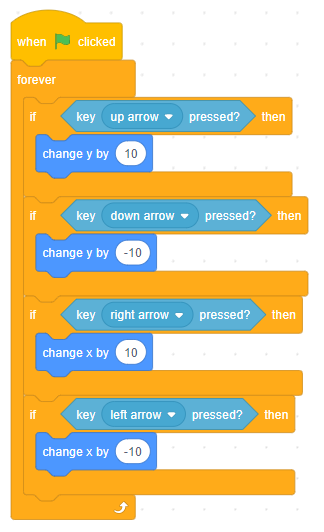 when clicked
forever
if key up arrow pressed? then
change y by 10
if key down arrow pressed? then
change y by -10
if key right arrow pressed? then
change x by 10
if key left arrow pressed? then
change x by -10